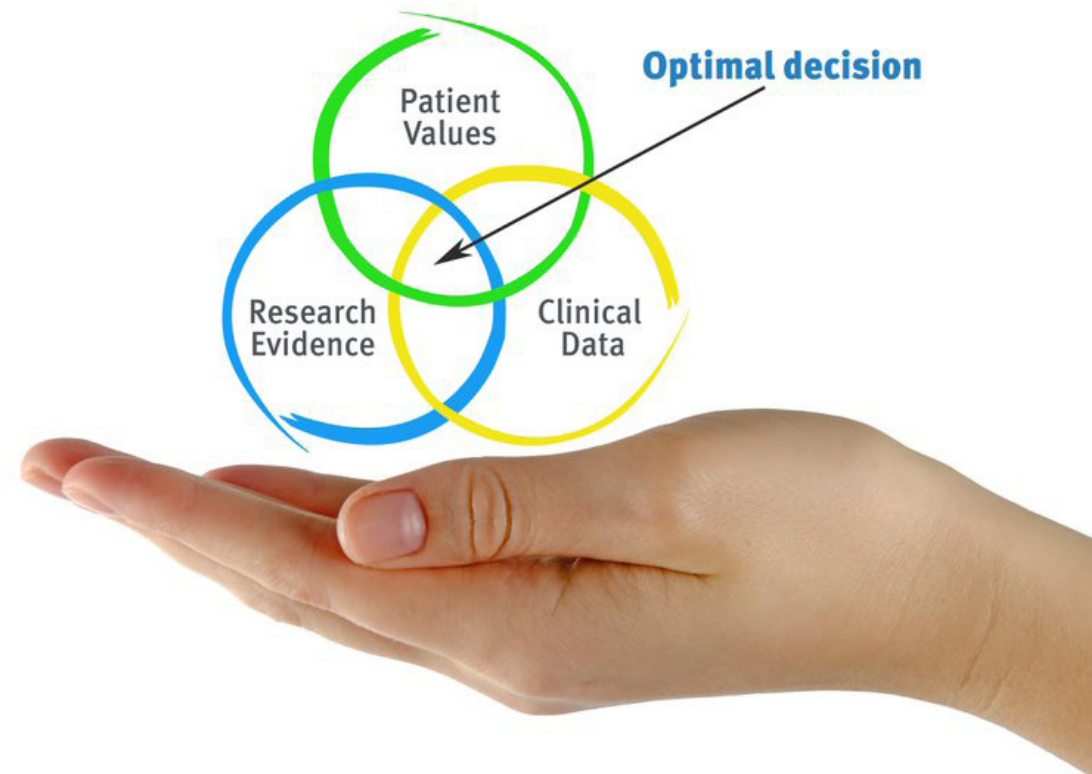 Optimal decision
Patient
Values
Research
Evidence
Clinical
Data